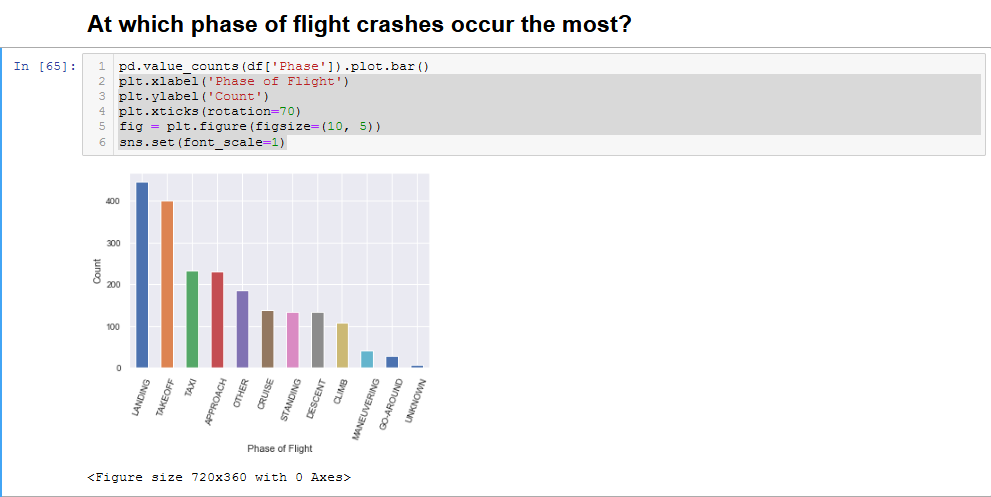 At which phase of flight crashes occur the most?
In [65]:
1 pd.value_counts(df['Phase']).plot.bar()
2 plt.xlabel('Phase of Flight')
3 plt.ylabel('Count')
4 plt.xticks(rotation=70)
5 fig = plt.figure(figsize=(10, 5))
6 sns.set(font_scale=1)
400
300
200
100
0
Count
LANDING
TAKEOFF
TAXI
APPROACH
OTHER
CRUISE
STANDING
DESCENT
CLIMB
MANEUVERING
GO-AROUND
UNKNOWN
Phase of Flight
<Figure size 720x360 with 0 Axes>